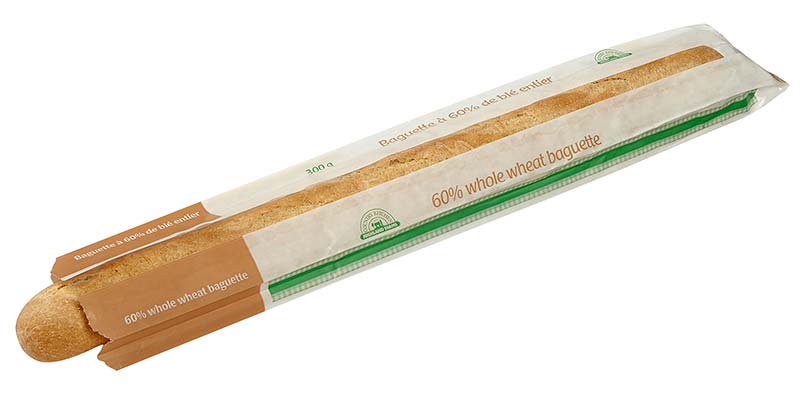 Baguette à 60% de blé entier
300 g
60% whole wheat baguette
Baguette à 60% de blé entier
60% whole wheat baguette